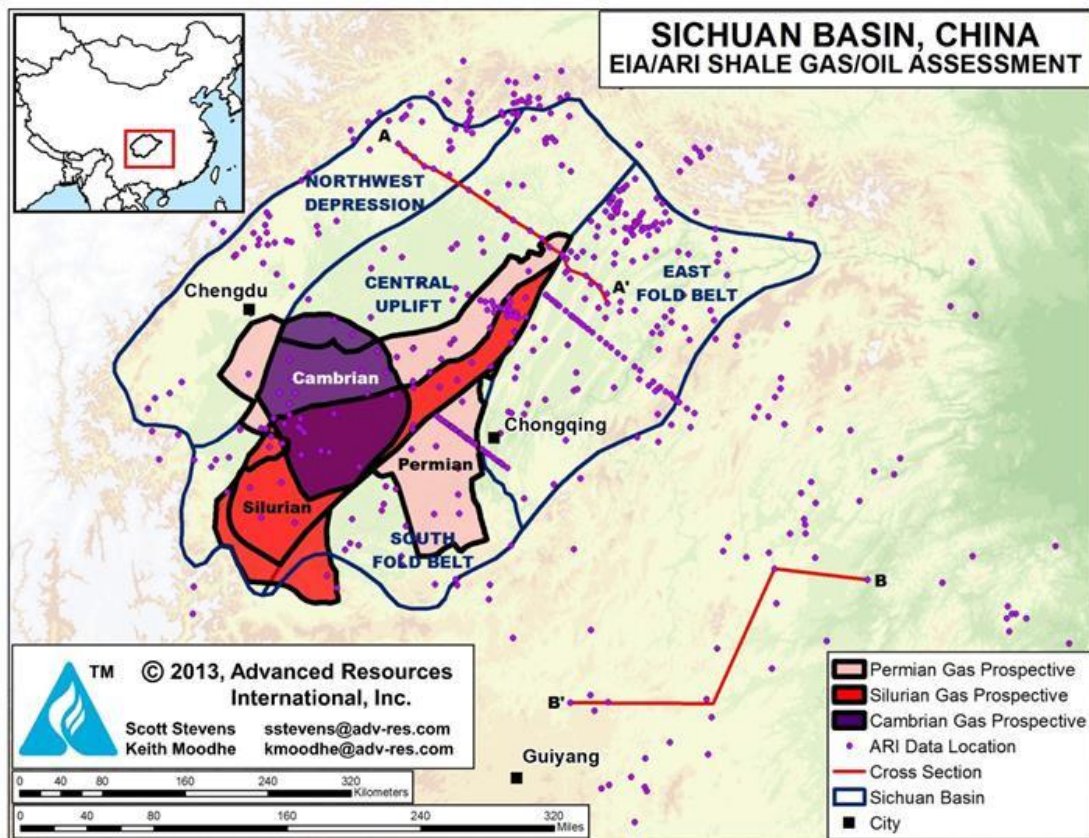 SICHUAN BASIN, CHINA
EIA/ARI SHALE GAS/OIL ASSESSMENT
A
NORTHWEST
DEPRESSION
CENTRAL
UPLIFT
EAST
FOLD BELT
A'
Chengdu
Cambrian
Chongqing
Permian
Silurian
SOUTH
FOLD BELT
B
B'
Guiyang
TM
© 2013, Advanced Resources
International, Inc.
Scott Stevens sstevens@adv-res.com
Keith Moodhe kmoodhe@adv-res.com
0 40 80 160 240 320
Kilometers
0 40 80 160 240 320
Miles
Permian Gas Prospective
Silurian Gas Prospective
Cambrian Gas Prospective
ARI Data Location
Cross Section
Sichuan Basin
City